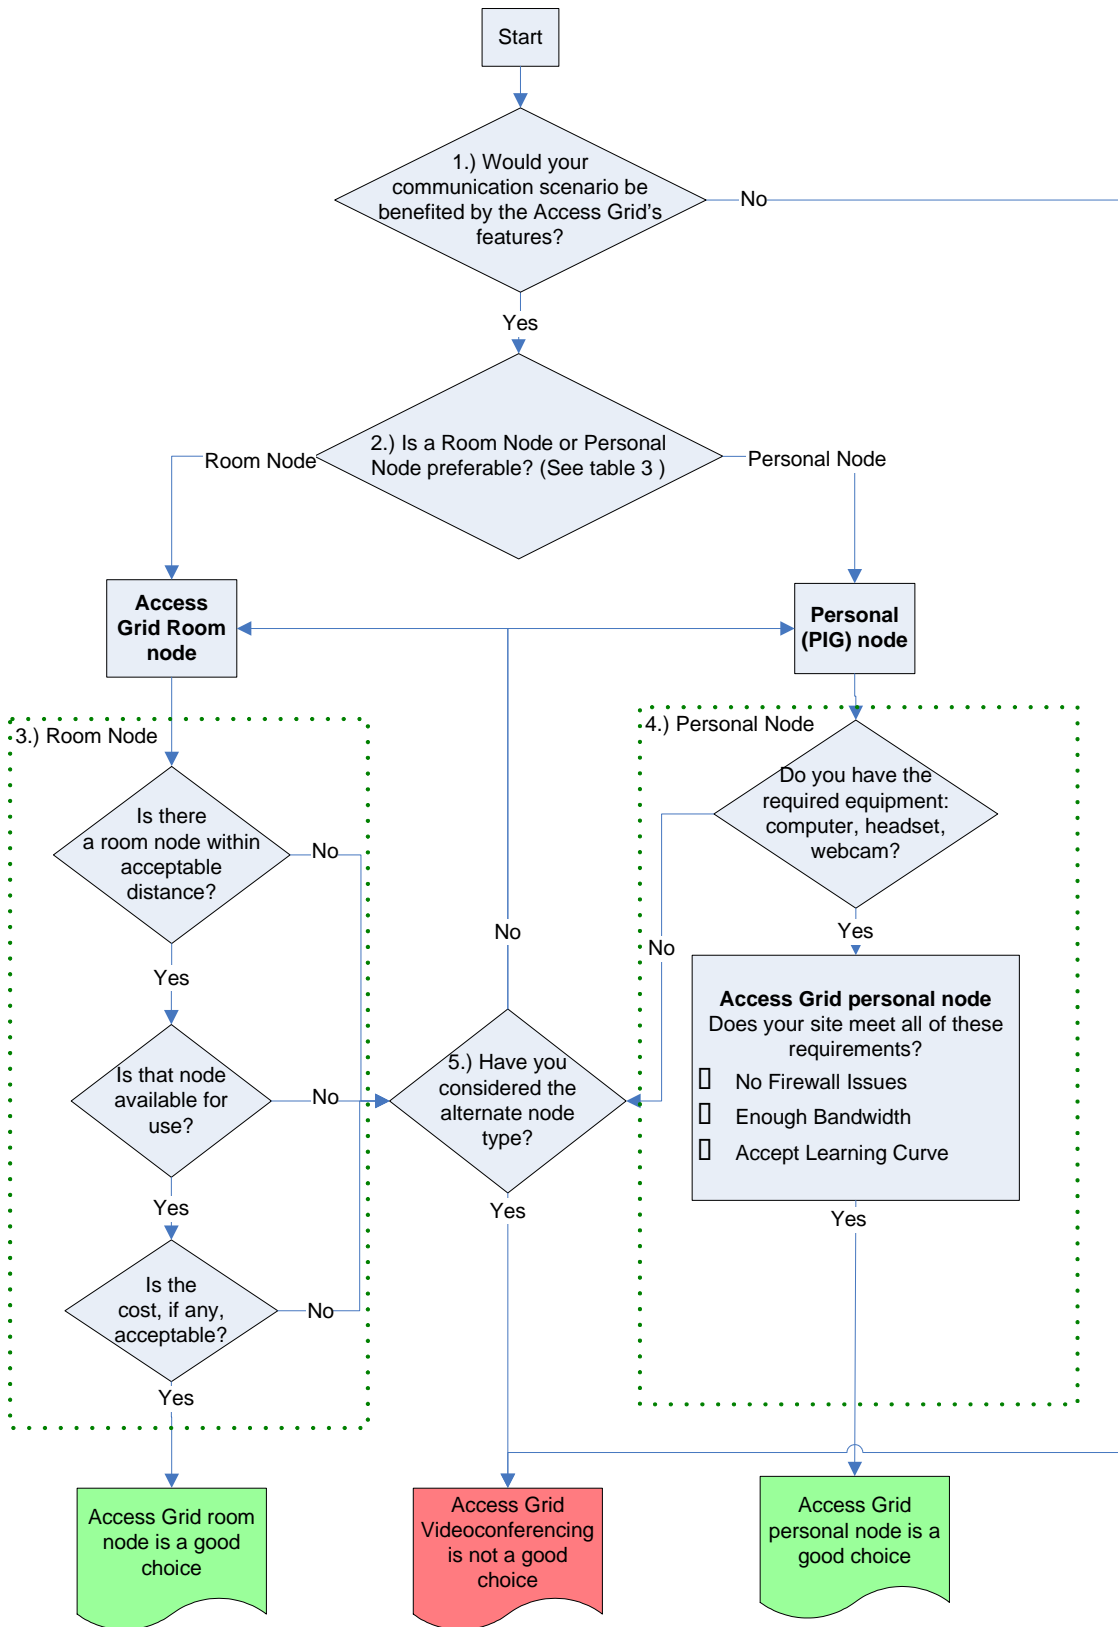 Start
1.) Would your
communication scenario be
benefited by the Access Grid's
features?
No
Yes
2.) Is a Room Node or Personal
Node preferable? (See table 3 )
Room Node
Personal Node
Access
Grid Room
node
Personal
(PIG) node
3.) Room Node
4.) Personal Node
Is there
a room node within
acceptable
distance?
No
Yes
Do you have the
required equipment:
computer, headset,
webcam?
No
Yes
No
Is that node
available for
use?
No
Yes
5.) Have you
considered the
alternate node
type?
Yes
Access Grid personal node
Does your site meet all of these
requirements?
No Firewall Issues
Enough Bandwidth
Accept Learning Curve
Yes
Is the
cost, if any,
acceptable?
No
Yes
Access Grid room
node is a good
choice
Access Grid
Videoconferencing
is not a good
choice
Access Grid
personal node is a
good choice